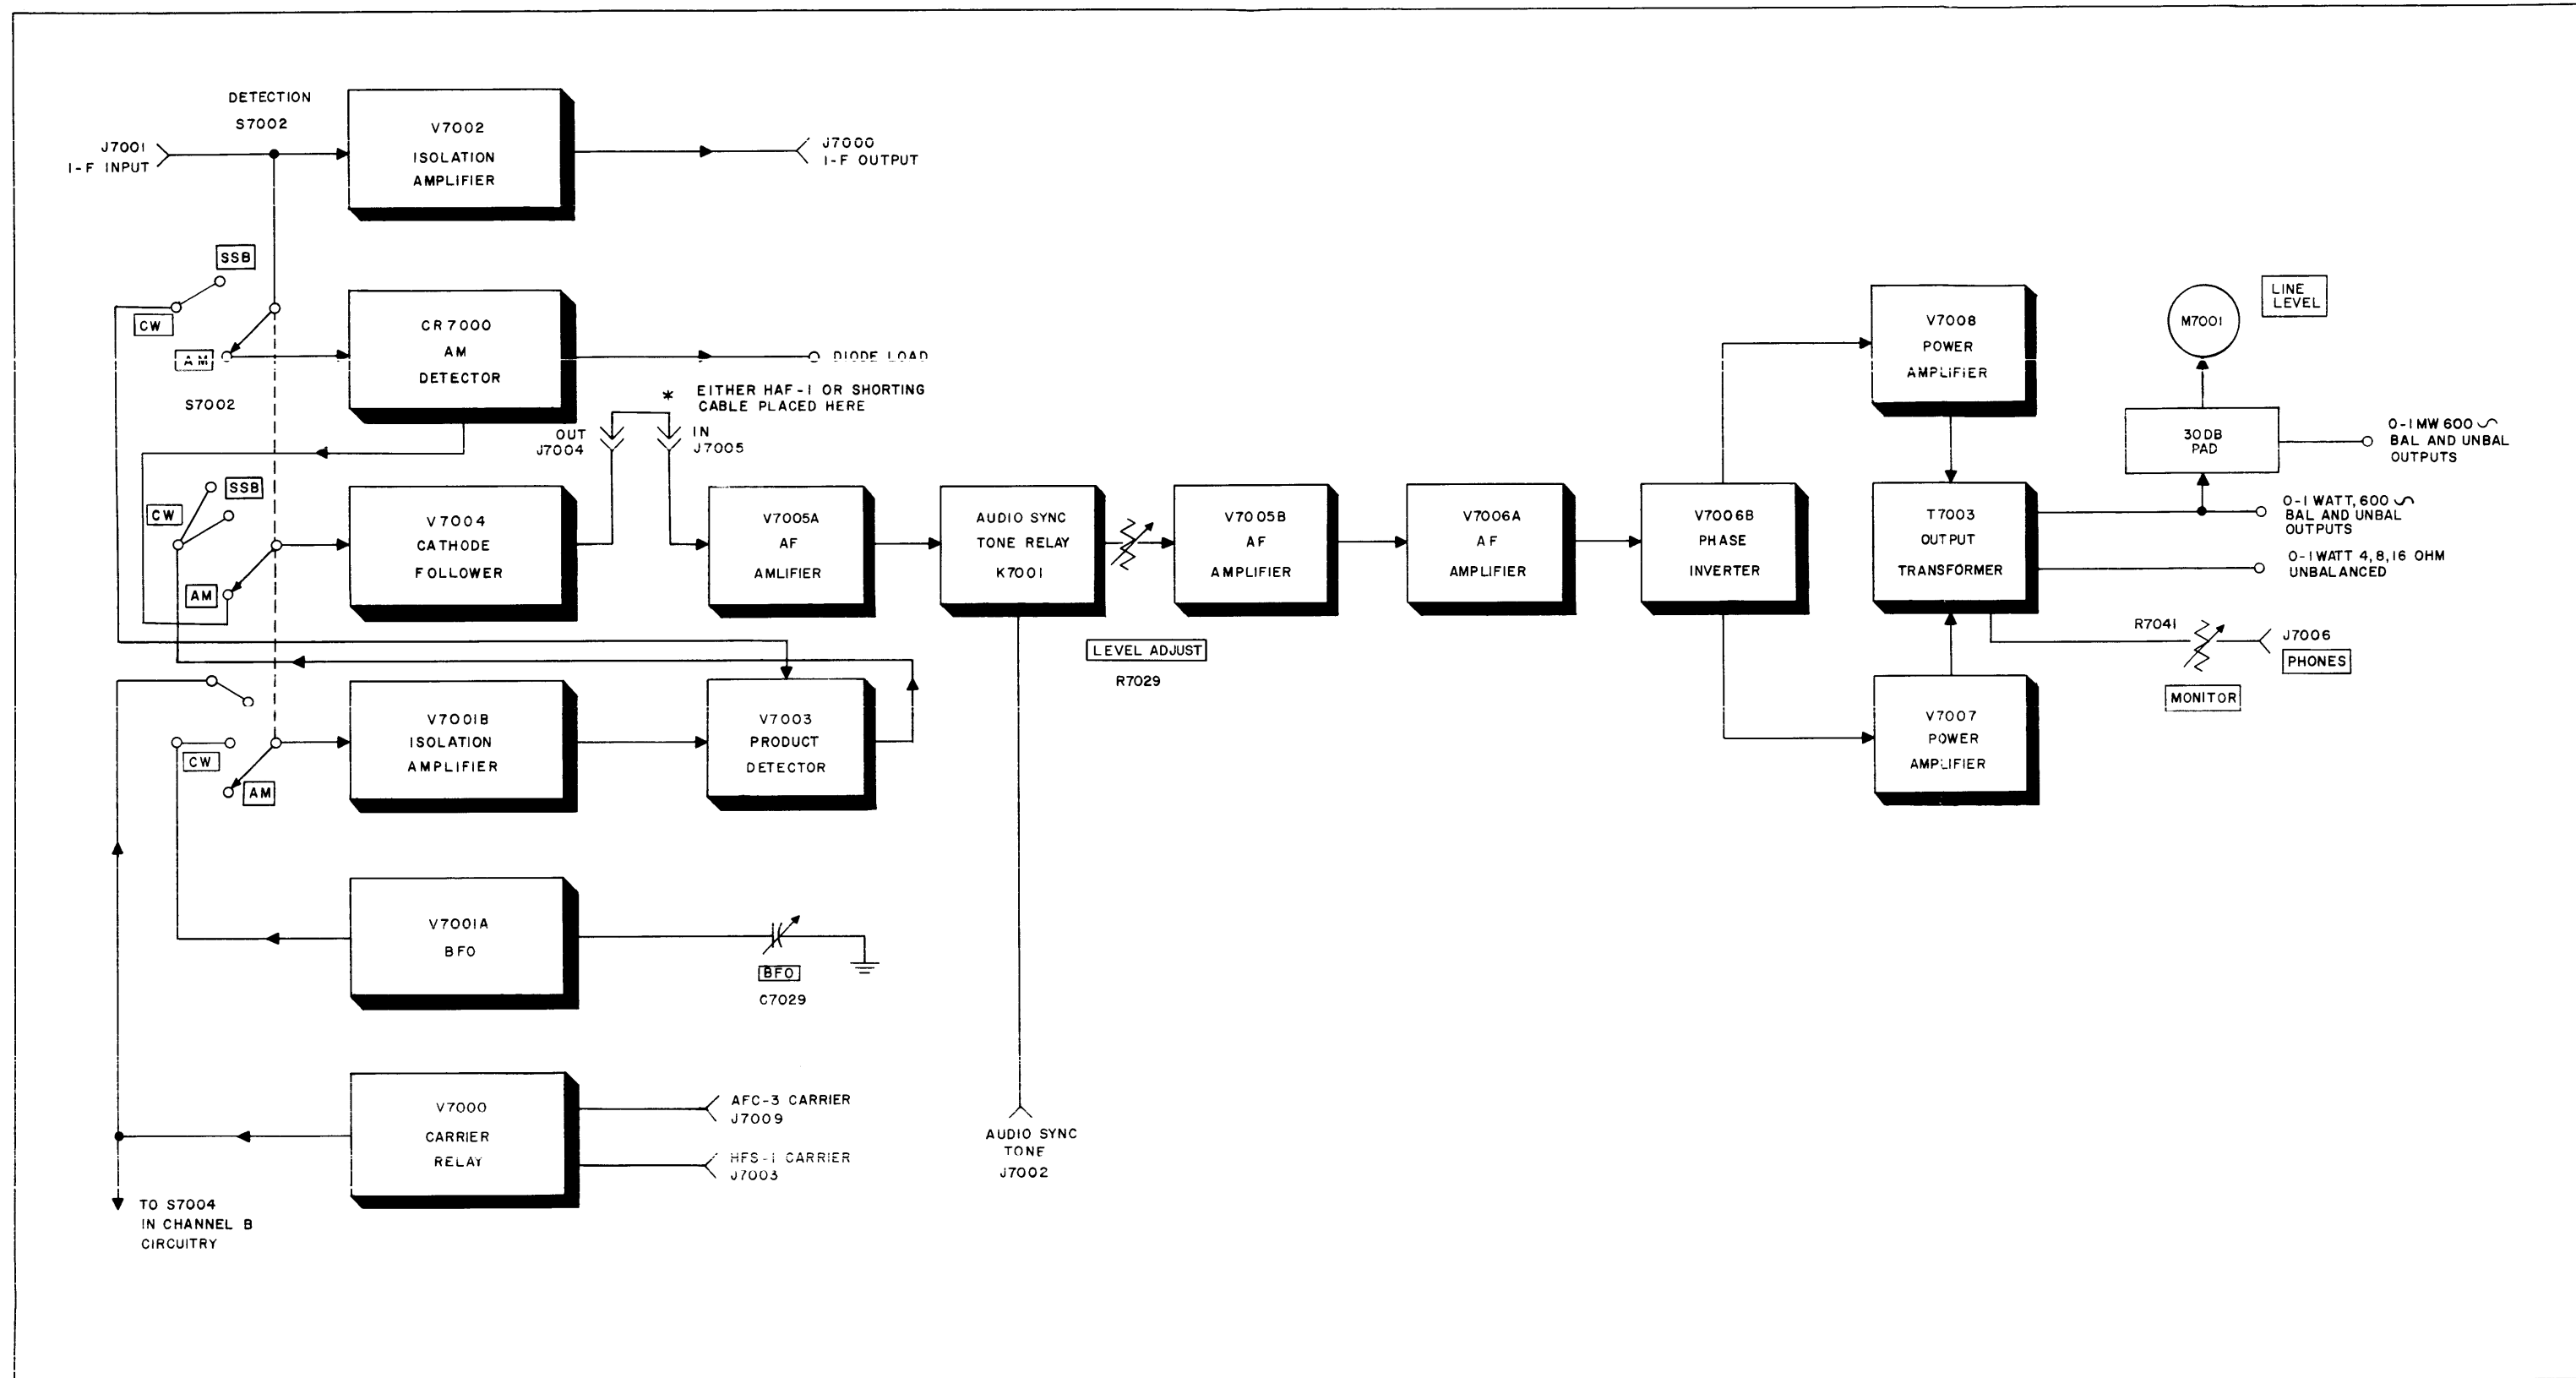 DETECTION
S7002
J7001
I-F INPUT
V7002
ISOLATION
AMPLIFIER
J7000
I-F OUTPUT
SSB
CW
AM
S7002
CR7000
AM
DETECTOR
DIODE LOAD
* EITHER HAF-1 OR SHORTING
CABLE PLACED HERE
OUT
J7004
IN
J7005
SSB
CW
AM
V7004
CATHODE
FOLLOWER
V7005A
AF
AMLIFIER
AUDIO SYNC
TONE RELAY
K7001
LEVEL ADJUST
R7029
V7005B
AF
AMPLIFIER
V7006A
AF
AMPLIFIER
V7006B
PHASE
INVERTER
V7008
POWER
AMPLIFIER
T7003
OUTPUT
TRANSFORMER
V7007
POWER
AMPLIFIER
M7001
LINE
LEVEL
30DB
PAD
0-1MW 600 ∿
BAL AND UNBAL
OUTPUTS
0-1 WATT, 600 ∿
BAL AND UNBAL
OUTPUTS
0-1WATT 4,8,16 OHM
UNBALANCED
R7041
J7006
PHONES
MONITOR
CW
AM
V7001B
ISOLATION
AMPLIFIER
V7003
PRODUCT
DETECTOR
V7001A
BFO
BFO
C7029
V7000
CARRIER
RELAY
AFC-3 CARRIER
J7009
HFS-1 CARRIER
J7003
AUDIO SYNC
TONE
J7002
TO S7004
IN CHANNEL B
CIRCUITRY